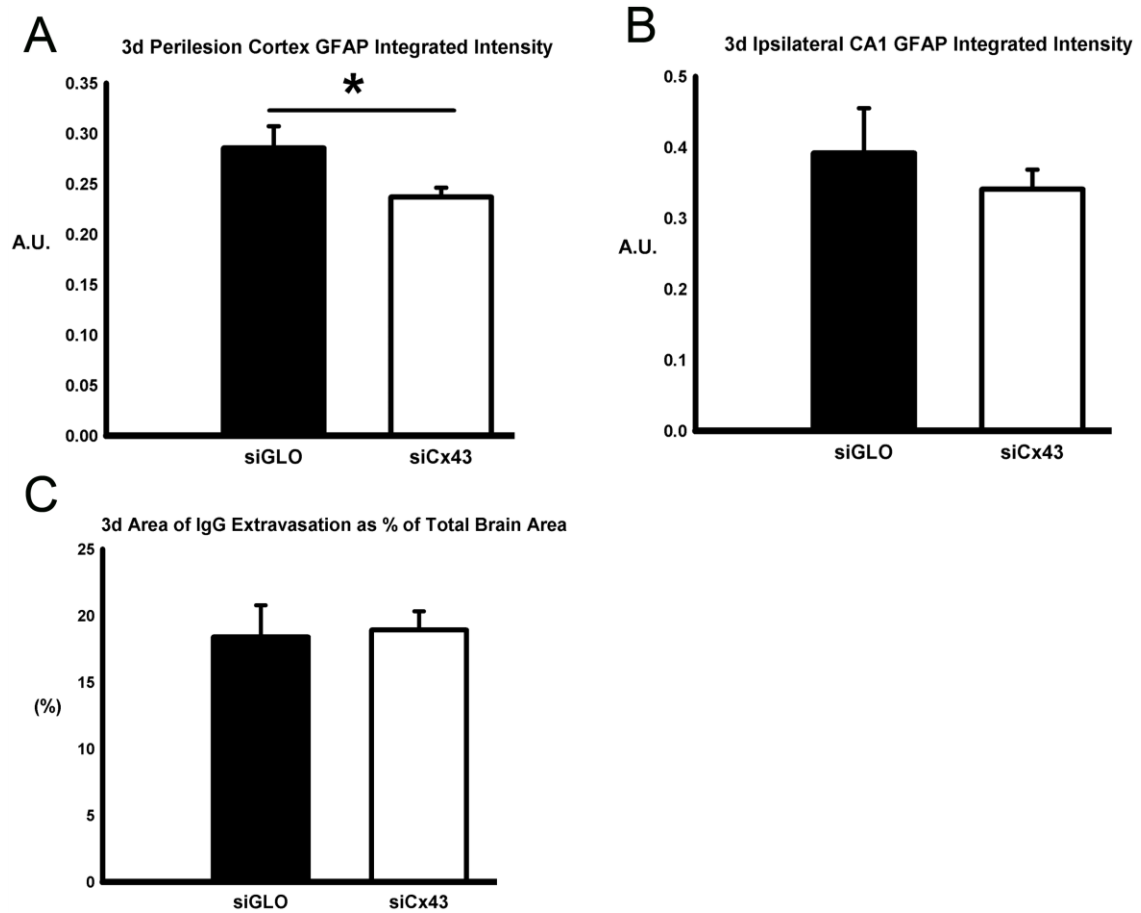 A
3d Perilesion Cortex GFAP Integrated Intensity
0.35
0.30
0.25
0.20
0.15
0.10
0.05
0.00
A.U.
*
siGLO siCx43
B
3d Ipsilateral CA1 GFAP Integrated Intensity
0.5
0.4
0.3
0.2
0.1
0.0
A.U.
siGLO siCx43
C
3d Area of IgG Extravasation as % of Total Brain Area
25
20
15
10
5
0
(%)
siGLO siCx43